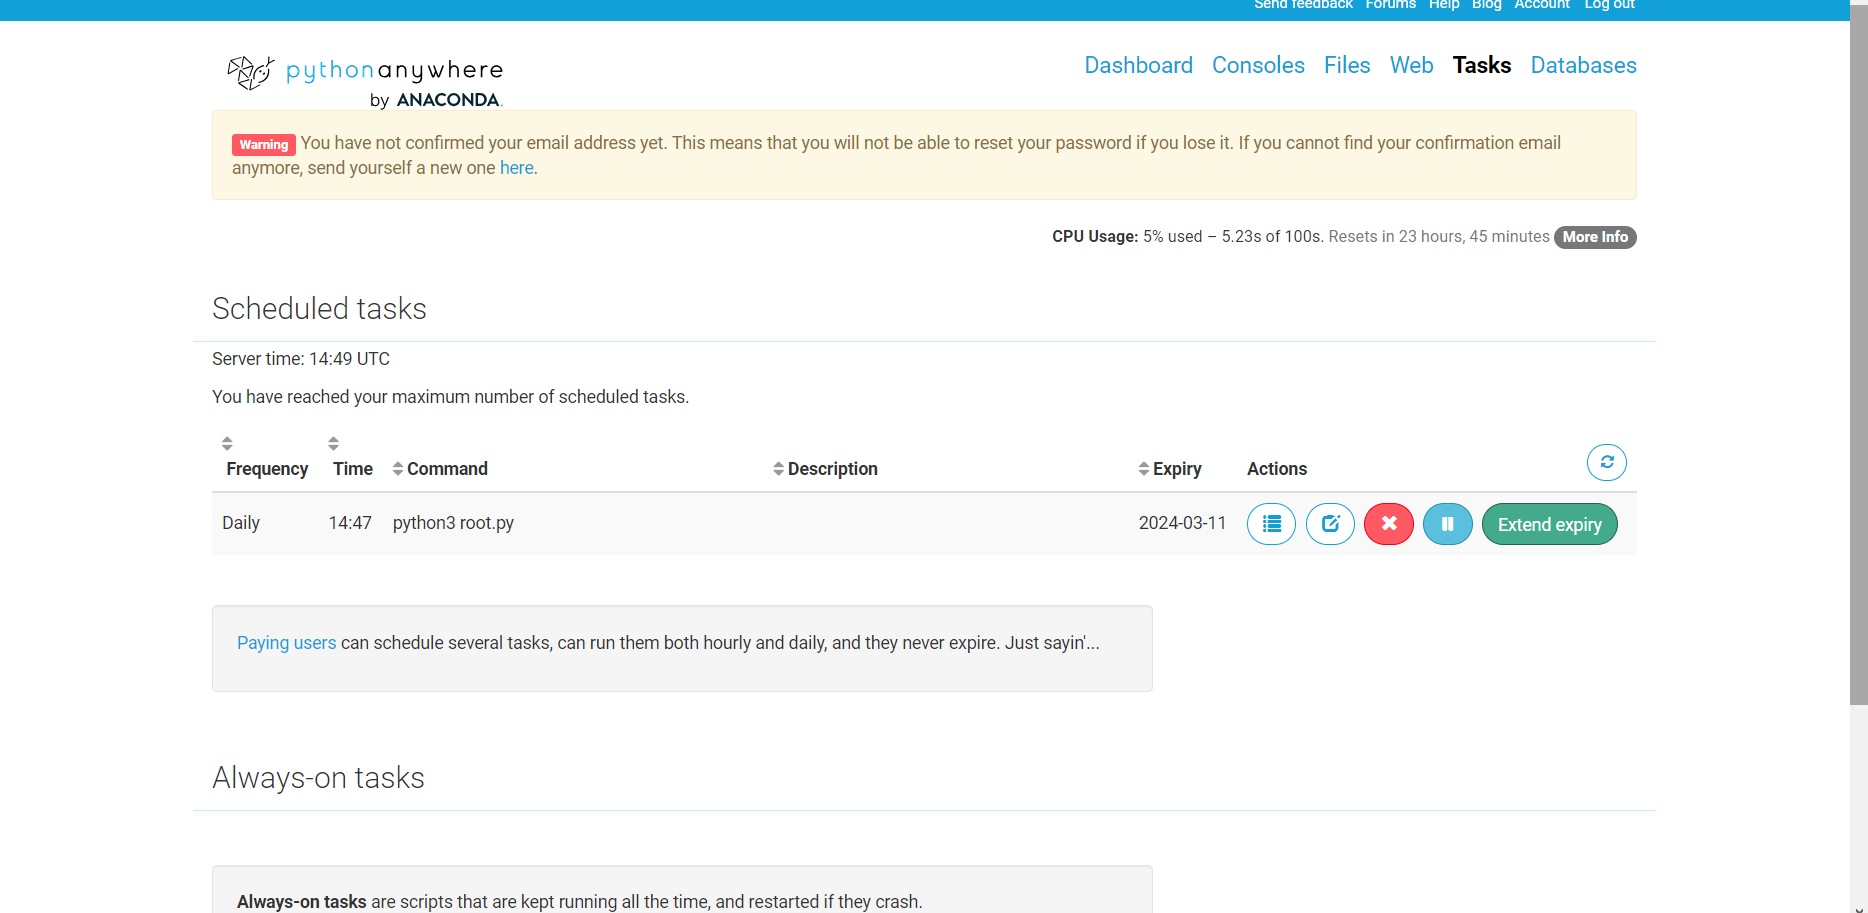 Send feedback Forums Help Blog Account Log out
pythonanywhere
by ANACONDA.
Dashboard Consoles Files Web Tasks Databases
Warning You have not confirmed your email address yet. This means that you will not be able to reset your password if you lose it. If you cannot find your confirmation email
anymore, send yourself a new one here.
CPU Usage: 5% used – 5.23s of 100s. Resets in 23 hours, 45 minutes More Info
Scheduled tasks
Server time: 14:49 UTC
You have reached your maximum number of scheduled tasks.
Frequency Time Command Description Expiry Actions
Daily 14:47 python3 root.py 2024-03-11 Extend expiry
Paying users can schedule several tasks, can run them both hourly and daily, and they never expire. Just sayin'...
Always-on tasks
Always-on tasks are scripts that are kept running all the time, and restarted if they crash.